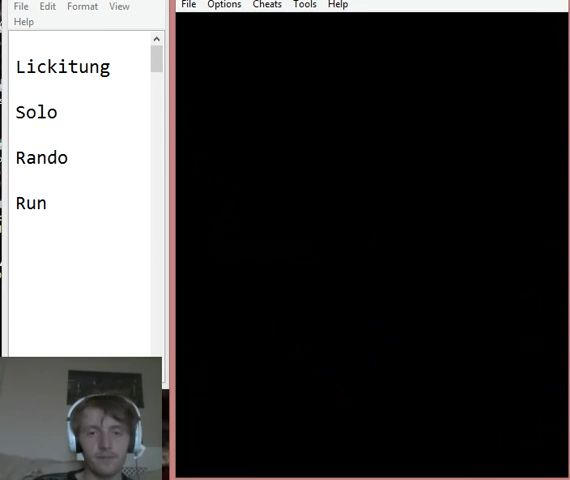 File Edit Format View
Help
Lickitung
Solo
Rando
Run
File Options Cheats Tools Help